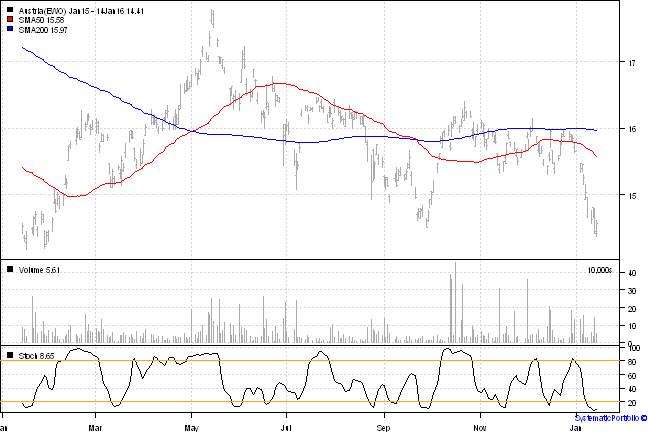 Austria(EWO) Jan15 - 14Jan16 14.41
SMA50 15.58
SMA200 15.97
17
16
15
Volume 5.61
10,000s
40
30
20
10
0
Stoch 8.65
100
80
60
40
20
an
Mar
May
Jul
Sep
Nov
Jan
SystematicPortfolio ©